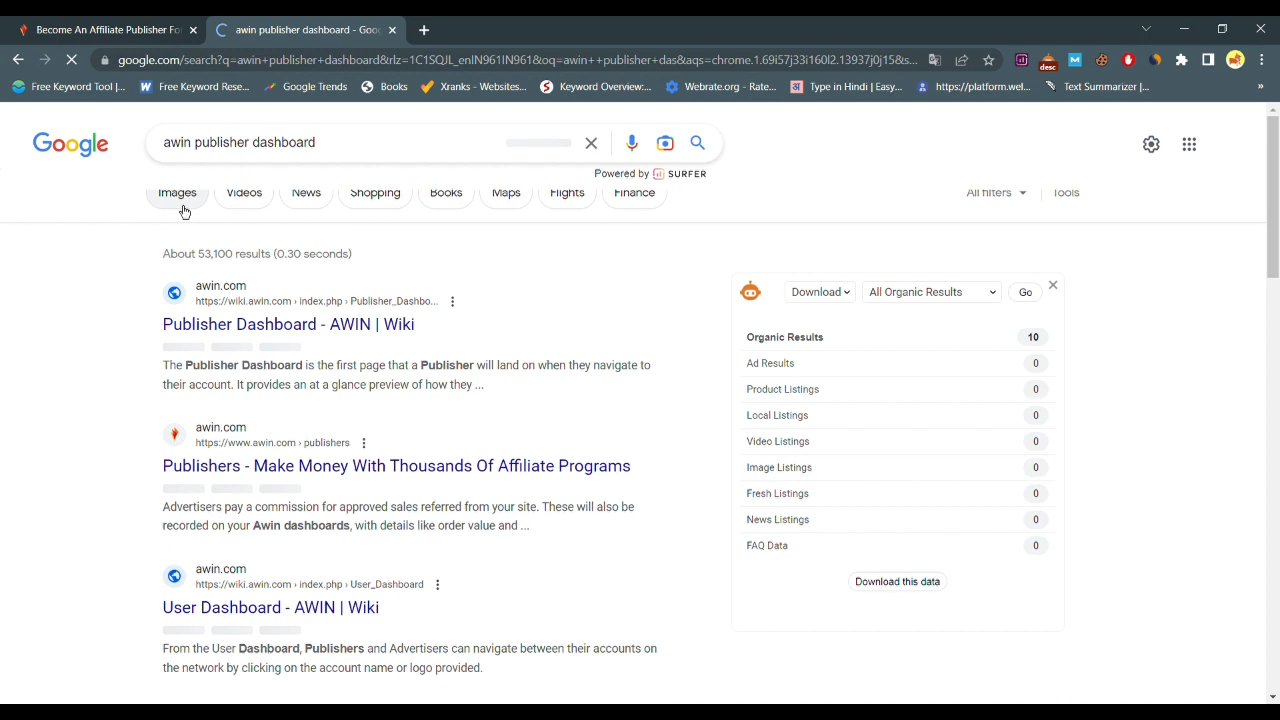 Become An Affiliate Publisher Fo
awin publisher dashboard - Goo
google.com/search?q=awin+publisher+dashboard&rlz=1C1SQJL_enIN961IN961&oq=awin++publisher+das&aqs=chrome.1.69i57j33i160l2.13937j0j15&s...
desc
Free Keyword Tool |...
Free Keyword Rese...
Google Trends
Books
Xranks - Websites...
Keyword Overview:...
Webrate.org - Rate...
Type in Hindi | Easy...
https://platform.wel...
Text Summarizer |...
»
Google
awin publisher dashboard
Powered by SURFER
Images
Videos
News
Shopping
Books
Maps
Flights
Finance
All filters
Tools
About 53,100 results (0.30 seconds)
awin.com
https://wiki.awin.com › index.php › Publisher_Dashbo...
Publisher Dashboard - AWIN | Wiki
The Publisher Dashboard is the first page that a Publisher will land on when they navigate to
their account. It provides an at a glance preview of how they ...
awin.com
https://www.awin.com › publishers
Publishers - Make Money With Thousands Of Affiliate Programs
Advertisers pay a commission for approved sales referred from your site. These will also be
recorded on your Awin dashboards, with details like order value and ...
awin.com
https://wiki.awin.com › index.php › User_Dashboard
User Dashboard - AWIN | Wiki
From the User Dashboard, Publishers and Advertisers can navigate between their accounts on
the network by clicking on the account name or logo provided.
Download
All Organic Results
Go
Organic Results 10
Ad Results 0
Product Listings 0
Local Listings 0
Video Listings 0
Image Listings 0
Fresh Listings 0
News Listings 0
FAQ Data 0
Download this data